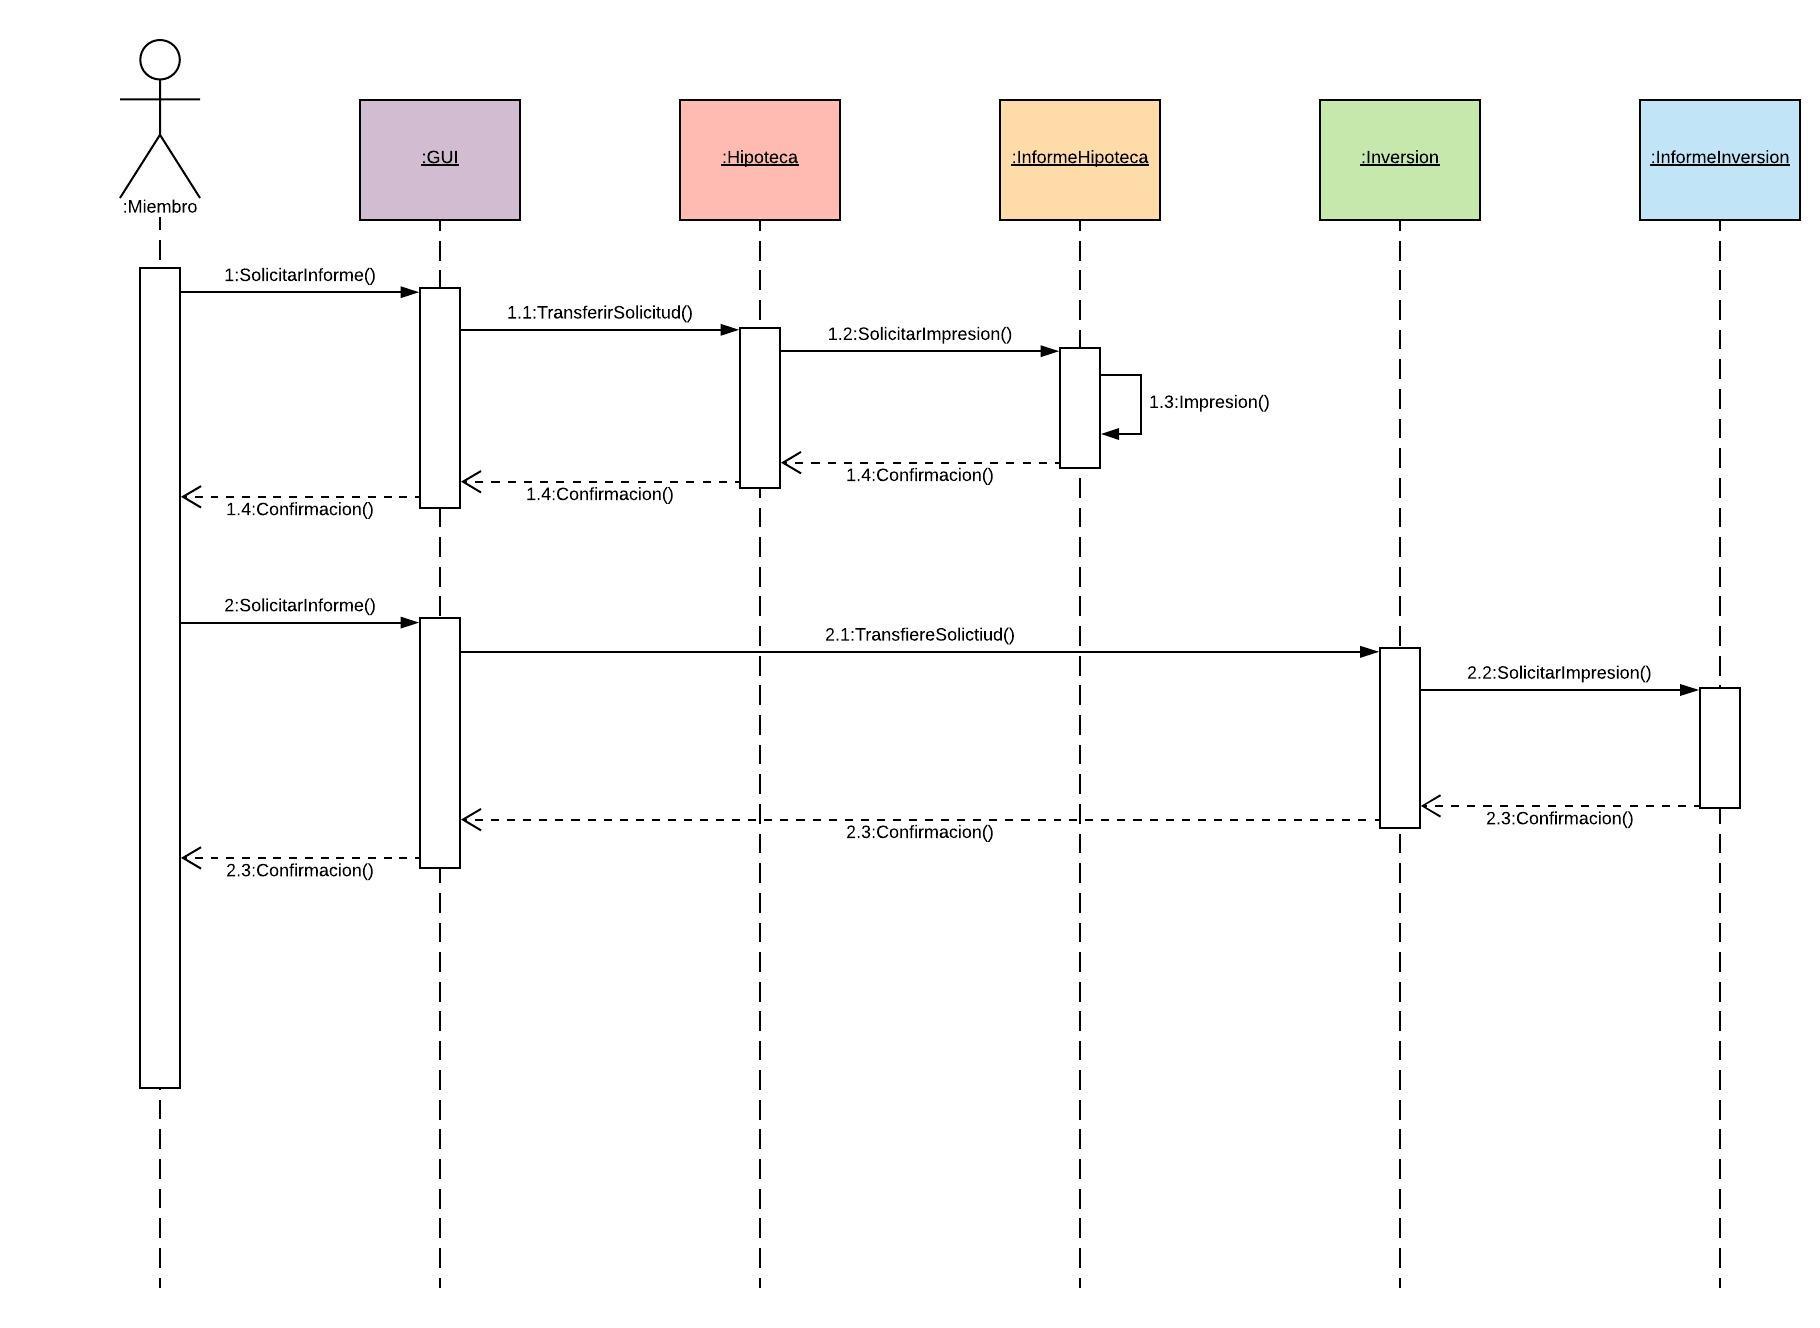 :Miembro
:GUI
:Hipoteca
:InformeHipoteca
:Inversion
:InformeInversion
1:SolicitarInforme()
1.1:TransferirSolicitud()
1.2:SolicitarImpresion()
1.3:Impresion()
1.4:Confirmacion()
1.4:Confirmacion()
1.4:Confirmacion()
2:SolicitarInforme()
2.1:TransfiereSolictiud()
2.2:SolicitarImpresion()
2.3:Confirmacion()
2.3:Confirmacion()
2.3:Confirmacion()